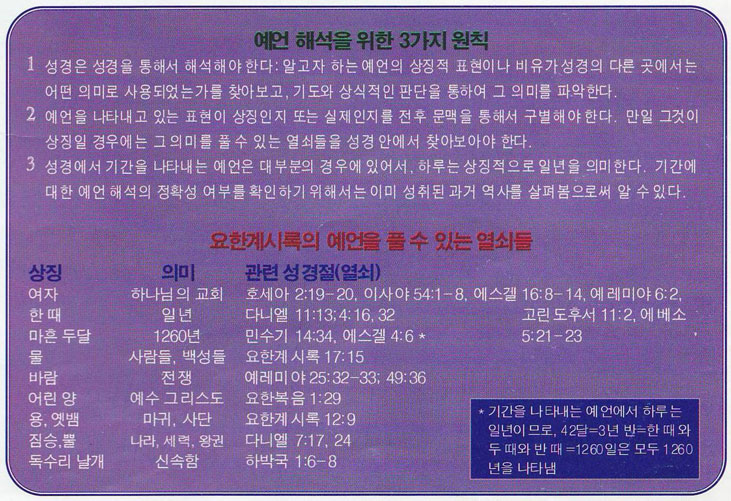 예언 해석을 위한 3가지 원칙
1 성경은 성경을 통해서 해석해야 한다: 알고자 하는 예언의 상징적 표현이나 비유가 성경의 다른 곳에서는
어떤 의미로 사용되었는가를 찾아보고, 기도와 상식적인 판단을 통하여 그 의미를 파악한다.
2 예언을 나타내고 있는 표현이 상징인지 또는 실제인지를 전후 문맥을 통해서 구별해야 한다. 만일 그것이
상징일 경우에는 그 의미를 풀 수 있는 열쇠들을 성경 안에서 찾아보아야 한다.
3 성경에서 기간을 나타내는 예언은 대부분의 경우에 있어서, 하루는 상징적으로 일년을 의미한다. 기간에
대한 예언 해석의 정확성 여부를 확인하기 위해서는 이미 성취된 과거 역사를 살펴봄으로써 알 수 있다.
요한계시록의 예언을 풀 수 있는 열쇠들
상징 의미 관련 성경절(열쇠)
여자 하나님의 교회 호세아 2:19-20, 이사야 54:1-8, 에스겔 16:8-14, 예레미야 6:2,
한 때 일년 다니엘 11:13; 4:16, 32 고린도후서 11:2, 에베소
마흔 두달 1260년 민수기 14:34, 에스겔 4:6 * 5:21-23
물 사람들, 백성들 요한계시록 17:15
바람 전쟁 예레미야 25:32-33; 49:36
어린 양 예수 그리스도 요한복음 1:29
용, 옛뱀 마귀, 사단 요한계시록 12:9
짐승,뿔 나라, 세력, 왕권 다니엘 7:17, 24
독수리 날개 신속함 하박국 1:6-8
* 기간을 나타내는 예언에서 하루는
일년이므로, 42달=3년 반=한 때와
두 때와 반 때=1260일은 모두 1260
년을 나타냄